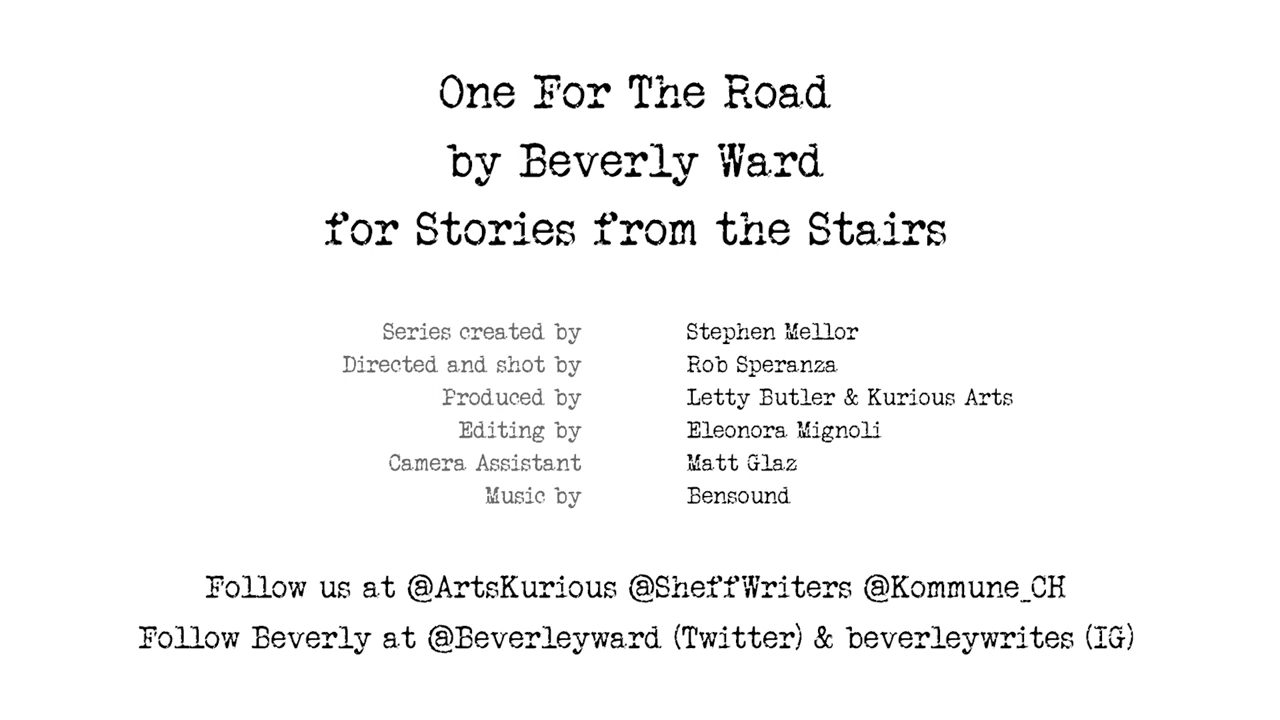 One For The Road
by Beverly Ward
for Stories from the Stairs
Series created by Stephen Mellor
Directed and shot by Rob Speranza
Produced by Letty Butler & Kurious Arts
Editing by Eleonora Mignoli
Camera Assistant Matt Glaz
Music by Bensound
Follow us at @ArtsKurious @SheffWriters @Kommune_CH
Follow Beverly at @Beverleyward (Twitter) & beverleywrites (IG)